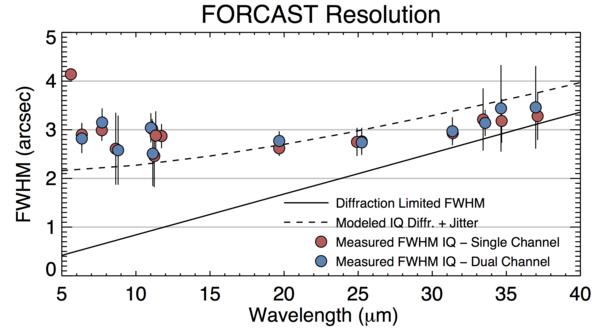 FORCAST Resolution
FWHM (arcsec)
5
4
3
2
1
0
Diffraction Limited FWHM
Modeled IQ Diffr. + Jitter
Measured FWHM IQ – Single Channel
Measured FWHM IQ – Dual Channel
5 10 15 20 25 30 35 40
Wavelength (μm)